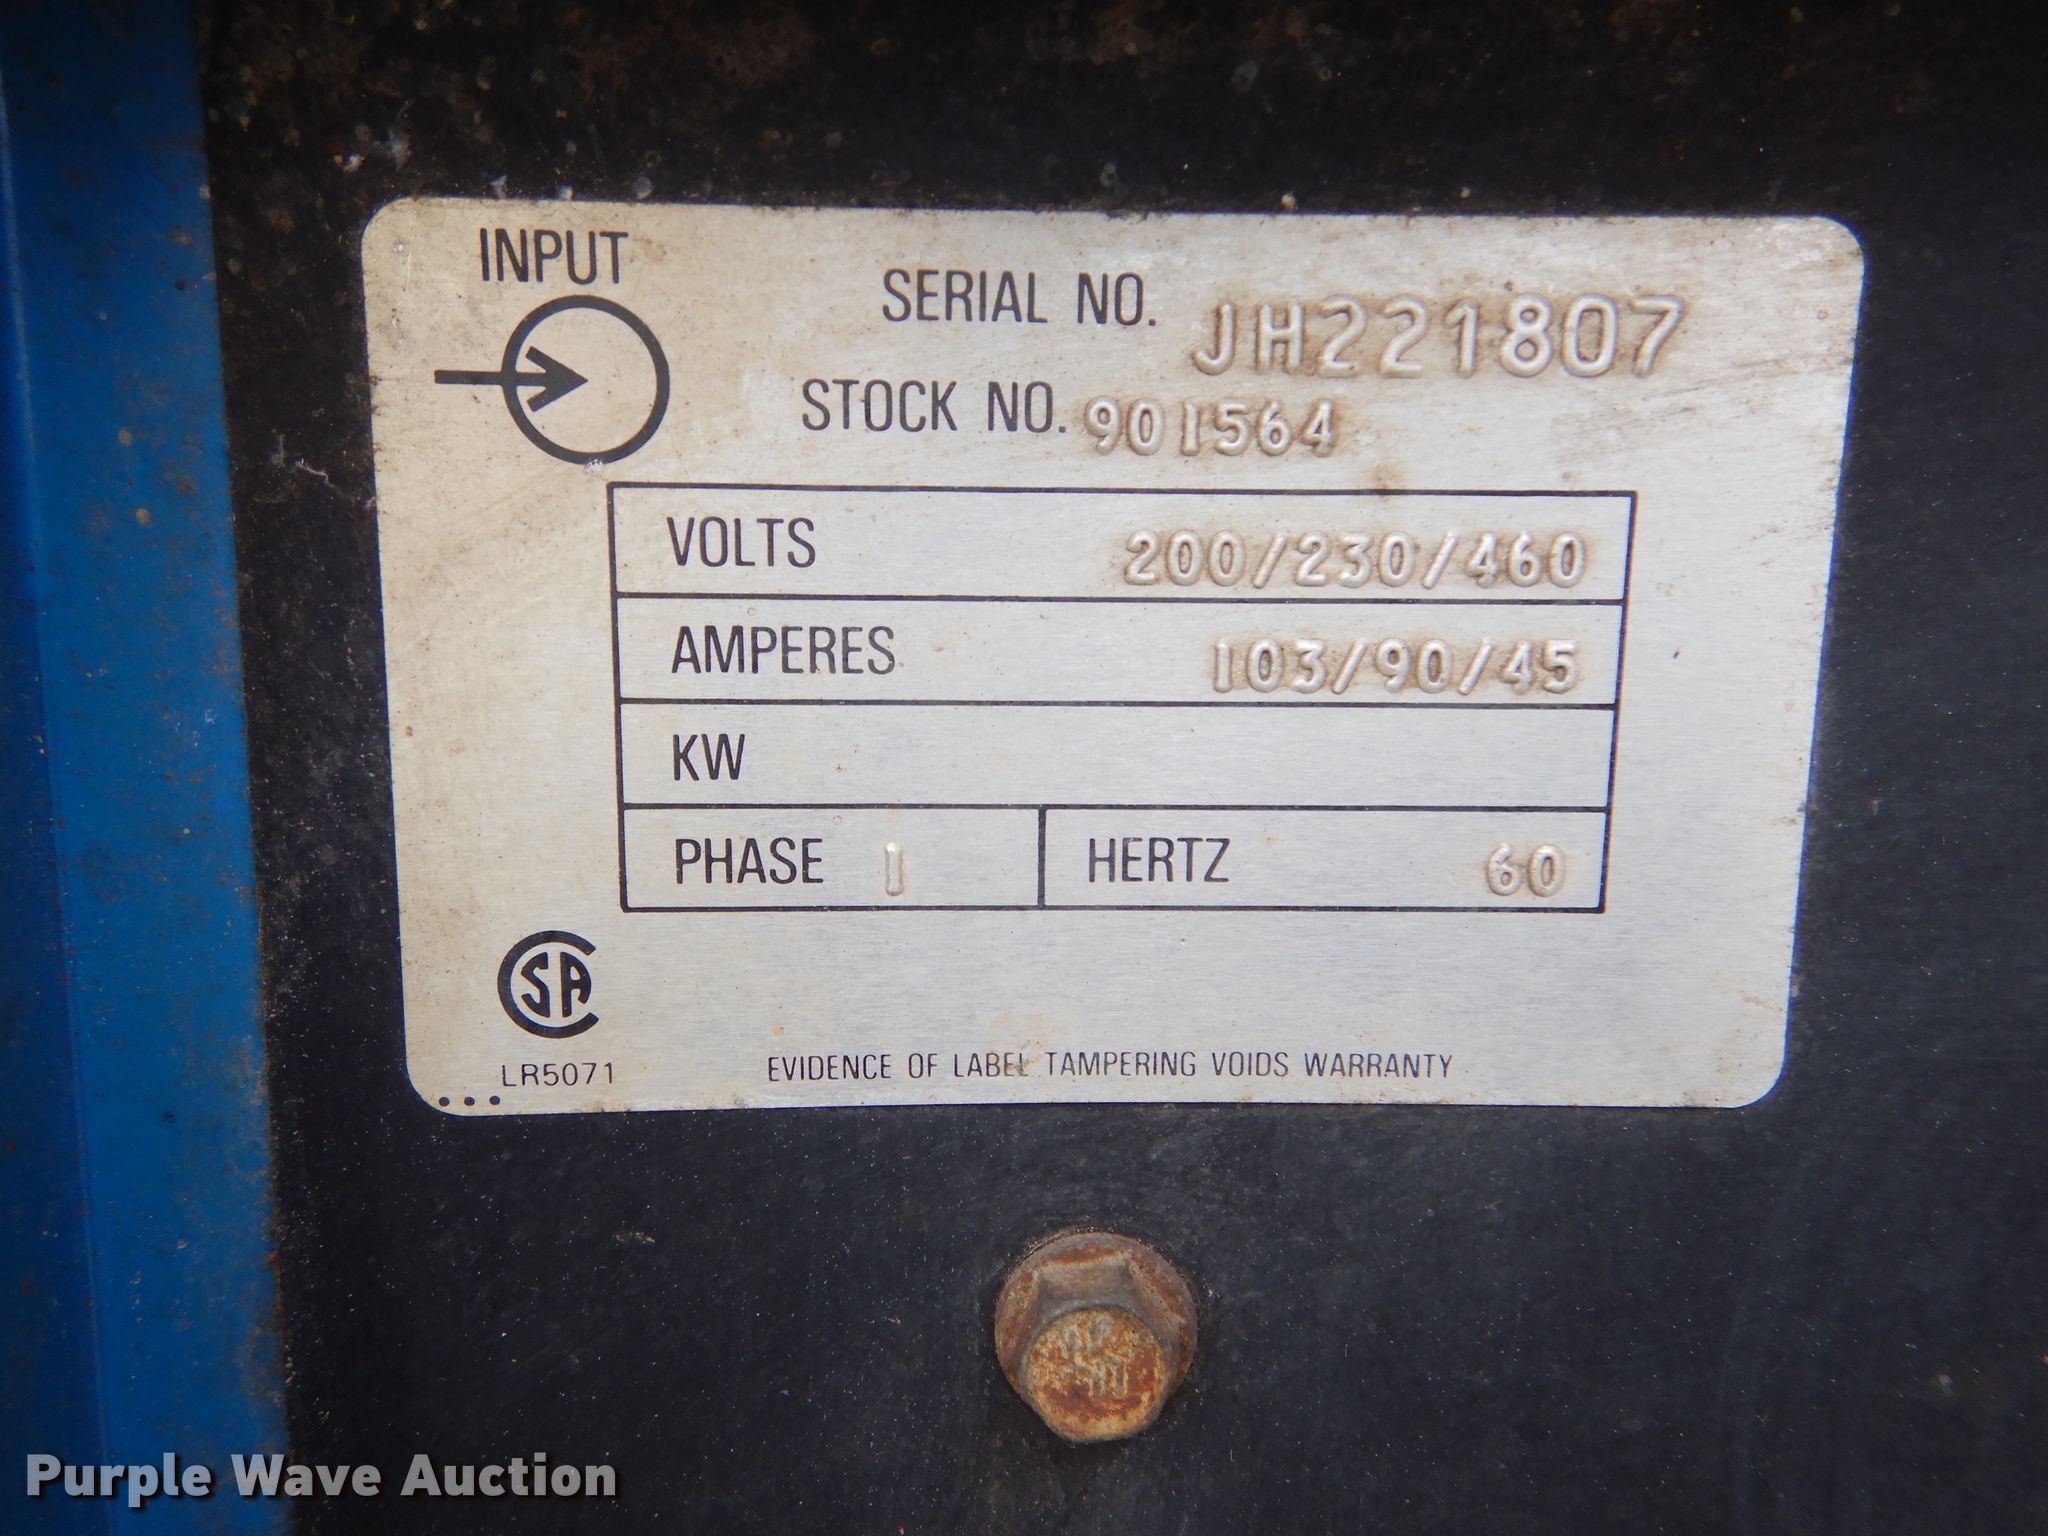 INPUT
SERIAL NO. JH221807
STOCK NO. 901564
VOLTS 200/230/460
AMPERES 103/90/45
KW
PHASE 1 HERTZ 60
CSA
LR5071
EVIDENCE OF LABEL TAMPERING VOIDS WARRANTY
Purple Wave Auction